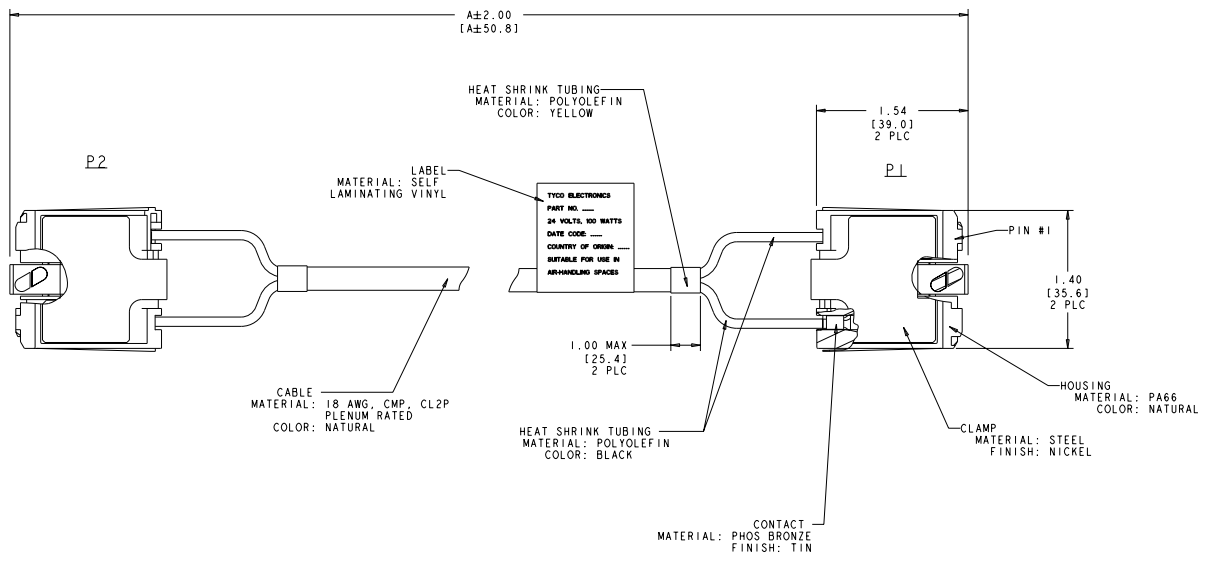 A±2.00
[A±50.8]
HEAT SHRINK TUBING
MATERIAL: POLYOLEFIN
COLOR: YELLOW
1.54
[39.0]
2 PLC
P2
P1
LABEL
MATERIAL: SELF
LAMINATING VINYL
TYCO ELECTRONICS
PART NO. ___
24 VOLTS, 100 WATTS
DATE CODE: ___
COUNTRY OF ORIGIN: ___
SUITABLE FOR USE IN
AIR-HANDLING SPACES
PIN #1
1.40
[35.6]
2 PLC
1.00 MAX
[25.4]
2 PLC
CABLE
MATERIAL: 18 AWG, CMP, CL2P
PLENUM RATED
COLOR: NATURAL
HOUSING
MATERIAL: PA66
COLOR: NATURAL
HEAT SHRINK TUBING
MATERIAL: POLYOLEFIN
COLOR: BLACK
CLAMP
MATERIAL: STEEL
FINISH: NICKEL
CONTACT
MATERIAL: PHOS BRONZE
FINISH: TIN